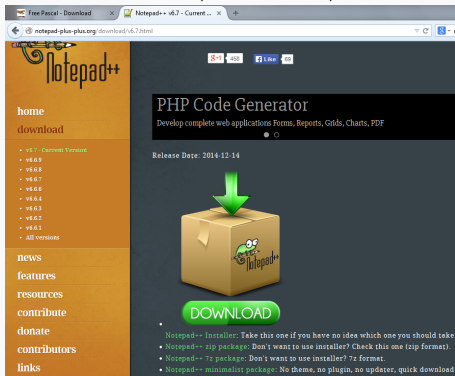 Free Pascal - Download
Notepad++ v6.7 - Current ...
notepad-plus-plus.org/download/v6.7.html
Notepad++
+1 458
Like 89
home
download
v6.7 - Current Version
v6.6.9
v6.6.8
v6.6.7
v6.6.6
v6.6.4
v6.6.3
v6.6.2
v6.6.1
All versions
news
features
resources
contribute
donate
contributors
links
PHP Code Generator
Develop complete web applications Forms, Reports, Grids, Charts, PDF
Release Date: 2014-12-14
Notepad++
DOWNLOAD
Notepad++ Installer: Take this one if you have no idea which one you should take
Notepad++ zip package: Don't want to use installer? Check this one (zip format).
Notepad++ 7z package: Don't want to use installer? 7z format.
Notepad++ minimalist package: No theme, no plugin, no updater, quick download